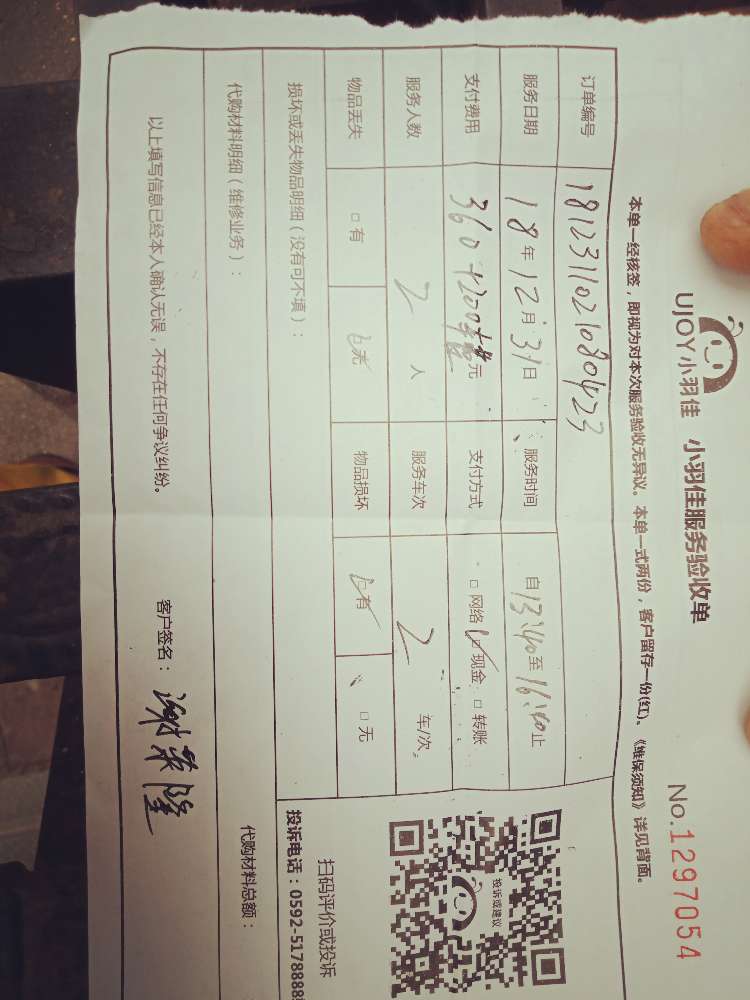 UJOY小羽佳 小羽佳服务验收单
No.1297054
本单一经核签，即视为对本次服务验收无异议。本单一式两份，客户留存一份(红)。《维保须知》详见背面。
订单编号 1812311021080423
服务日期 18年12月31日 服务时间 自13:40至16:40止
支付费用 360+200 元 支付方式 □网络 ☑现金 □转账
服务人数 2人 服务车次 2车/次
物品丢失 □有 ☑无 物品损坏 ☑有 □无
损坏或丢失物品明细（没有可不填）：
代购材料明细（维修业务）： 代购材料总额：
以上填写信息已经本人确认无误，不存在任何争议纠纷。 客户签名：
投诉或建议
扫码评价或投诉
投诉电话：0592-5178888